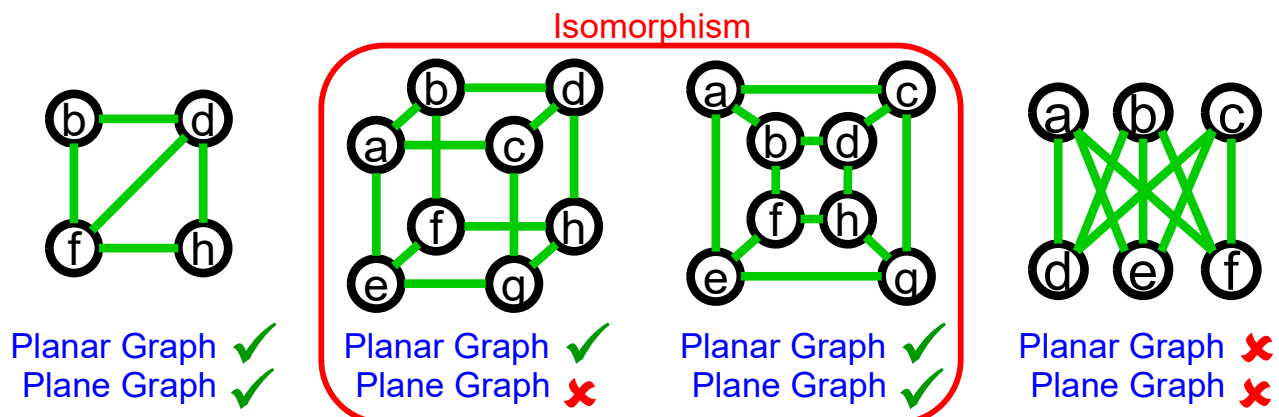 Isomorphism
b d
f h
b d
a c
f h
e g
a c
b d
f h
e g
a b c
d e f
Planar Graph ✓ Planar Graph ✓ Planar Graph ✓ Planar Graph ✗
Plane Graph ✓ Plane Graph ✗ Plane Graph ✓ Plane Graph ✗